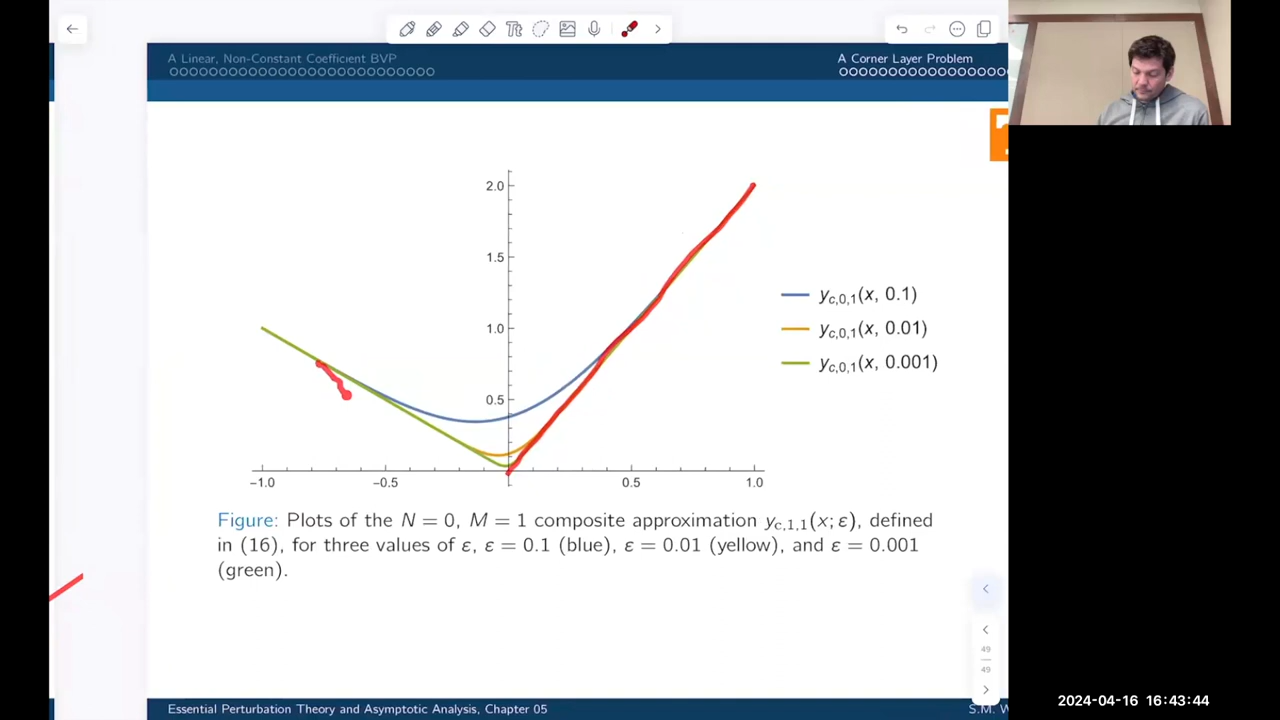 A Linear, Non-Constant Coefficient BVP
A Corner Layer Problem
2.0
1.5
1.0
0.5
−1.0 −0.5 0.5 1.0
y_{c,0,1}(x, 0.1)
y_{c,0,1}(x, 0.01)
y_{c,0,1}(x, 0.001)
Figure: Plots of the N = 0, M = 1 composite approximation y_{c,1,1}(x; ε), defined
in (16), for three values of ε, ε = 0.1 (blue), ε = 0.01 (yellow), and ε = 0.001
(green).
49
49
Essential Perturbation Theory and Asymptotic Analysis, Chapter 05
S.M. W
2024-04-16 16:43:44